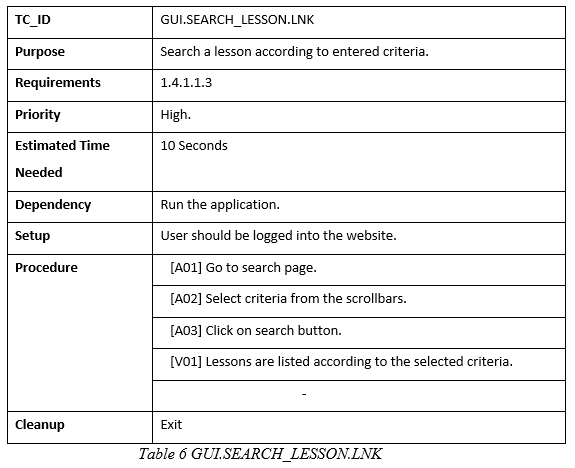 TC_ID GUI.SEARCH_LESSON.LNK
Purpose Search a lesson according to entered criteria.
Requirements 1.4.1.1.3
Priority High.
Estimated Time 10 Seconds
Needed
Dependency Run the application.
Setup User should be logged into the website.
Procedure [A01] Go to search page.
[A02] Select criteria from the scrollbars.
[A03] Click on search button.
[V01] Lessons are listed according to the selected criteria.
-
Cleanup Exit
Table 6 GUI.SEARCH_LESSON.LNK